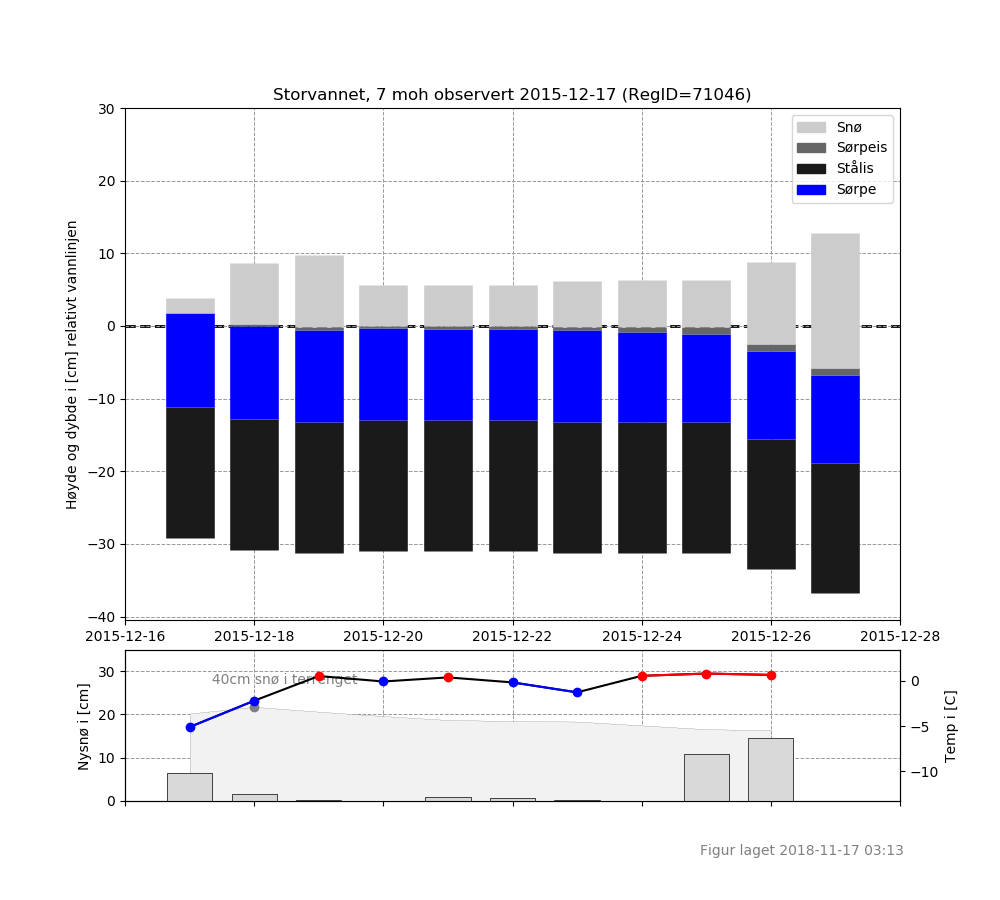 Storvannet, 7 moh observert 2015-12-17 (RegID=71046)
Høyde og dybde i [cm] relativt vannlinjen
30
20
10
0
−10
−20
−30
−40
Snø
Sørpeis
Stålis
Sørpe
2015-12-16 2015-12-18 2015-12-20 2015-12-22 2015-12-24 2015-12-26 2015-12-28
Nysnø i [cm]
30
20
10
0
40cm snø i terrenget
0
−5
−10
Temp i [C]
Figur laget 2018-11-17 03:13